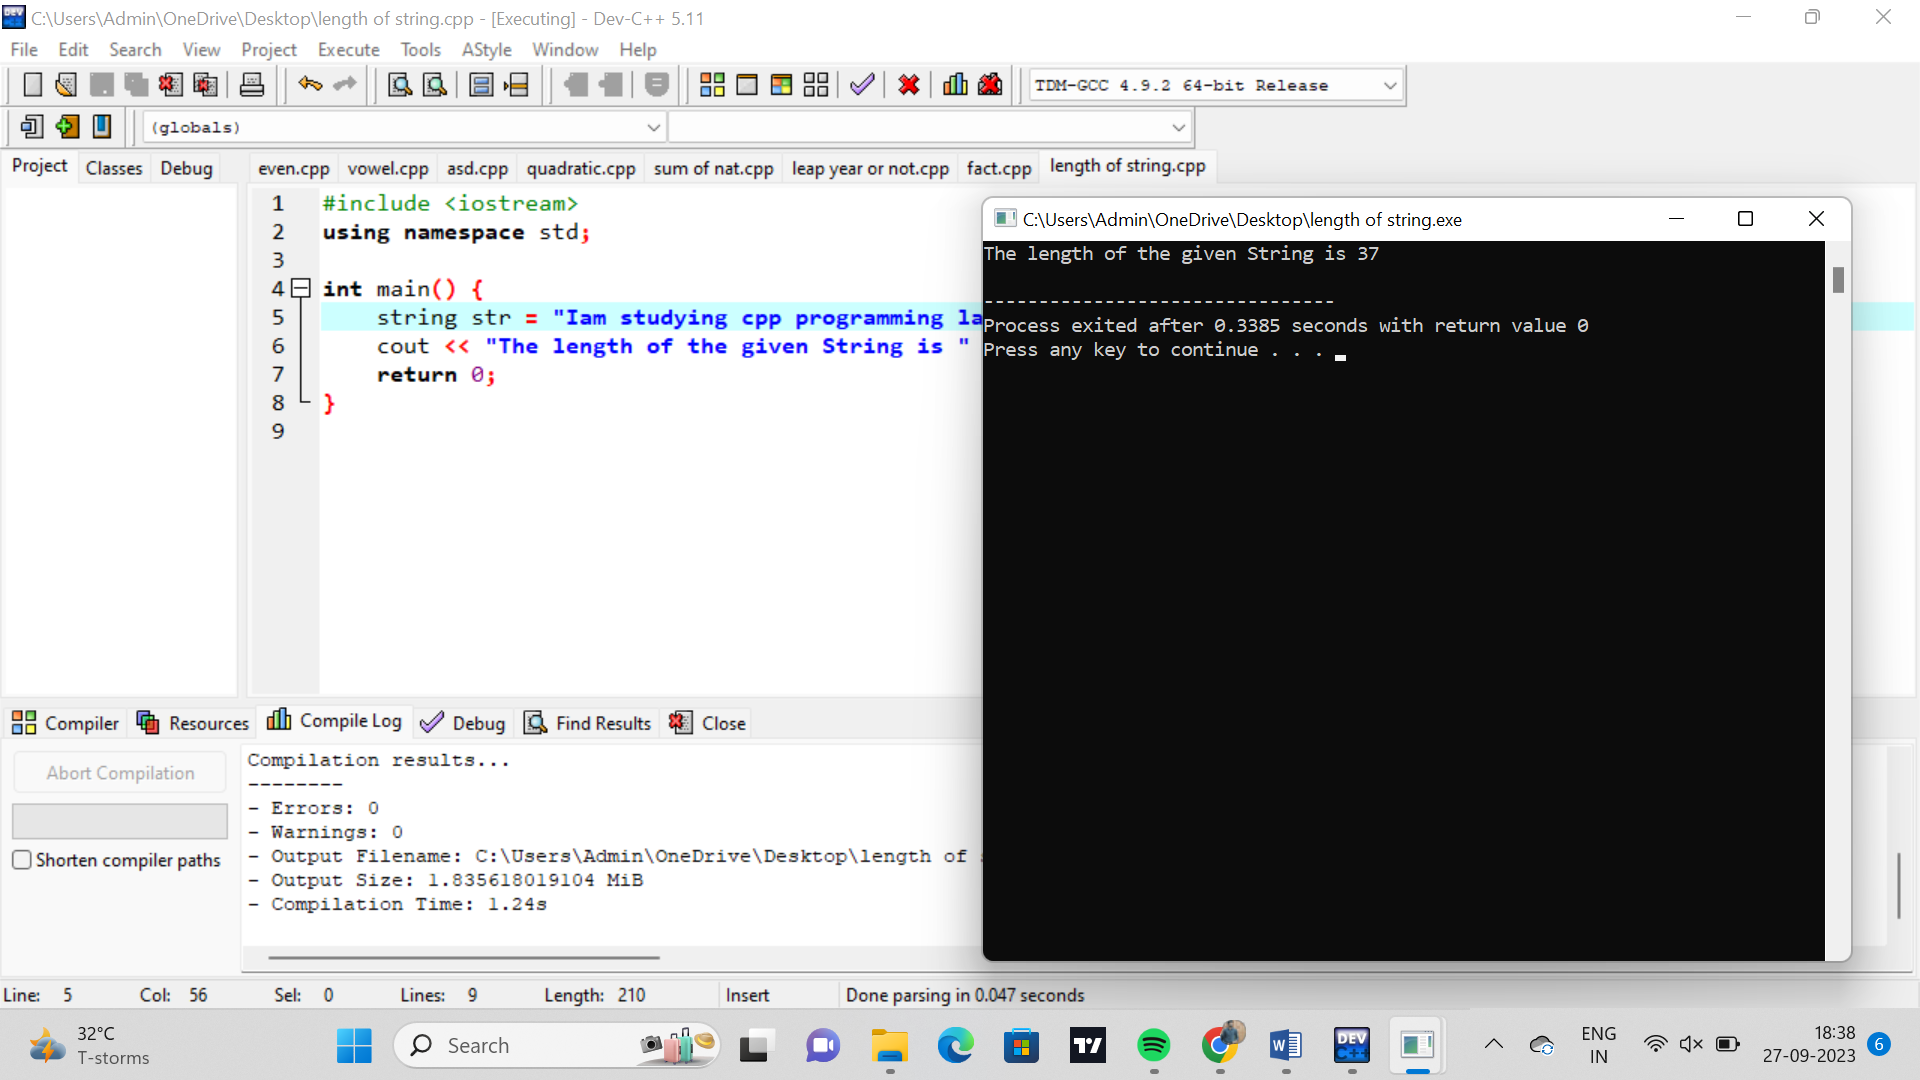 C:\Users\Admin\OneDrive\Desktop\length of string.cpp - [Executing] - Dev-C++ 5.11
File Edit Search View Project Execute Tools AStyle Window Help
TDM-GCC 4.9.2 64-bit Release
(globals)
Project Classes Debug
even.cpp vowel.cpp asd.cpp quadratic.cpp sum of nat.cpp leap year or not.cpp fact.cpp length of string.cpp
1 #include <iostream>
2 using namespace std;
3
4 int main() {
5 string str = "Iam studying cpp programming la
6 cout << "The length of the given String is "
7 return 0;
8 }
9
C:\Users\Admin\OneDrive\Desktop\length of string.exe
The length of the given String is 37
--------------------------------
Process exited after 0.3385 seconds with return value 0
Press any key to continue . . .
Compiler Resources Compile Log Debug Find Results Close
Abort Compilation
Shorten compiler paths
Compilation results...
--------
- Errors: 0
- Warnings: 0
- Output Filename: C:\Users\Admin\OneDrive\Desktop\length of
- Output Size: 1.835618019104 MiB
- Compilation Time: 1.24s
Line: 5 Col: 56 Sel: 0 Lines: 9 Length: 210 Insert Done parsing in 0.047 seconds
32°C
T-storms
Search
DEV
C++
ENG
IN
18:38
27-09-2023
6